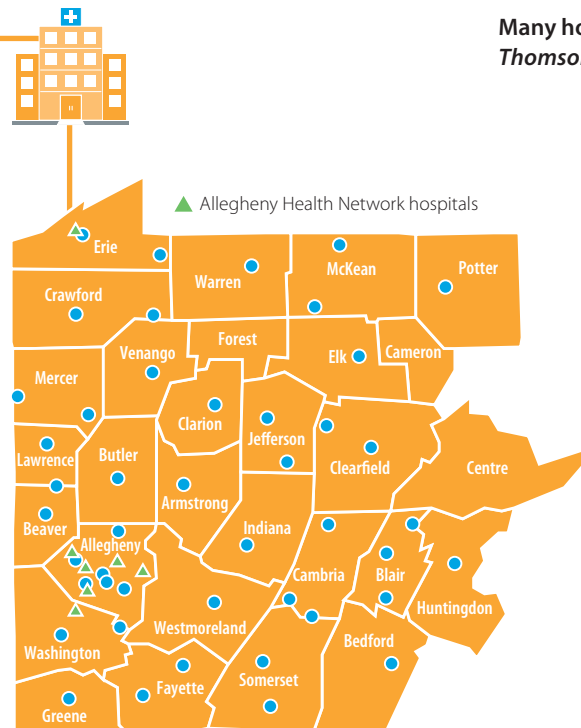 Many ho
Thomso
Allegheny Health Network hospitals
Erie
Warren
McKean
Potter
Crawford
Forest
Venango
Elk
Cameron
Mercer
Clarion
Jefferson
Lawrence
Butler
Clearfield
Centre
Armstrong
Beaver
Indiana
Allegheny
Cambria
Blair
Huntingdon
Westmoreland
Bedford
Washington
Somerset
Fayette
Greene